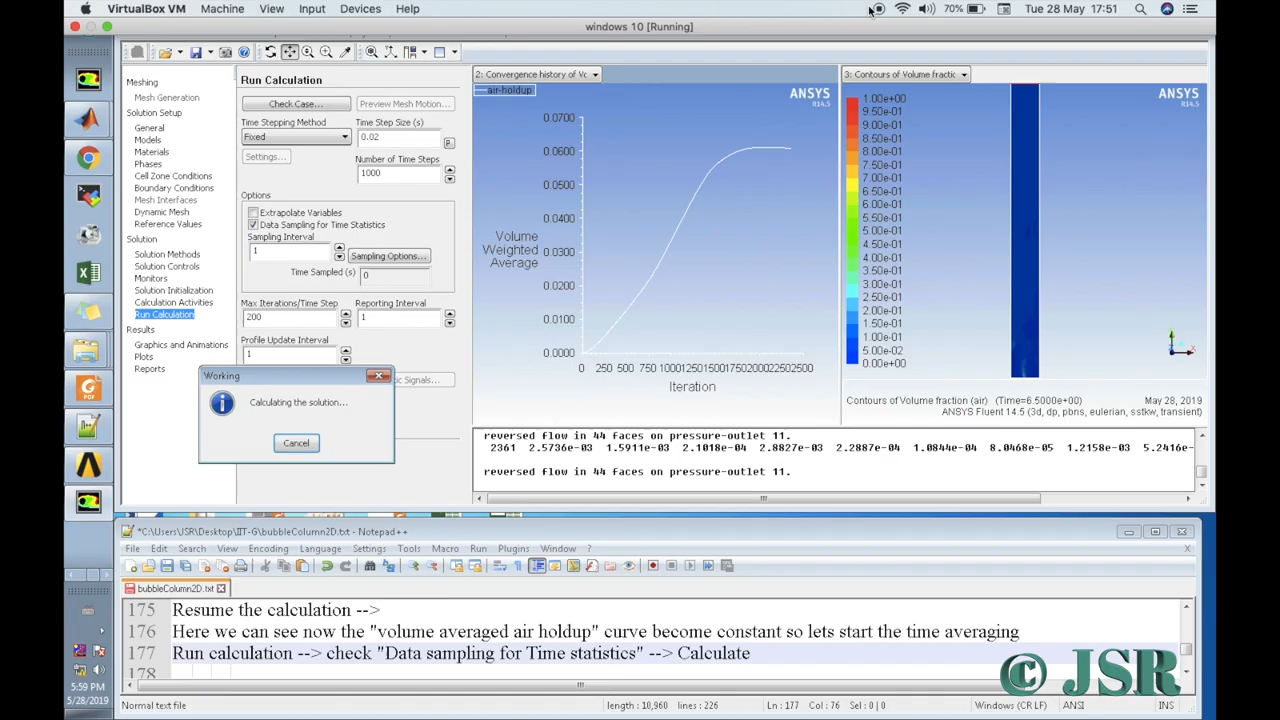 VirtualBox VM Machine View Input Devices Help 70% Tue 28 May 17:51
windows 10 [Running]
Meshing
Mesh Generation
Solution Setup
General
Models
Materials
Phases
Cell Zone Conditions
Boundary Conditions
Mesh Interfaces
Dynamic Mesh
Reference Values
Solution
Solution Methods
Solution Controls
Monitors
Solution Initialization
Calculation Activities
Run Calculation
Results
Graphics and Animations
Plots
Reports
Run Calculation
Check Case... Preview Mesh Motion...
Time Stepping Method Time Step Size (s)
Fixed 0.02
Settings... Number of Time Steps
1000
Options
Extrapolate Variables
Data Sampling for Time Statistics
Sampling Interval
1 Sampling Options...
Time Sampled (s) 0
Max Iterations/Time Step Reporting Interval
200 1
Profile Update Interval
1
Signals...
Working
Calculating the solution...
Cancel
2: Convergence history of Vc
air-holdup
ANSYS
R14.5
0.0700
0.0600
0.0500
0.0400
0.0300
0.0200
0.0100
0.0000
Volume
Weighted
Average
0 250 500 750 1000 1250 1500 1750 2000 2250 2500
Iteration
3: Contours of Volume fractic
ANSYS
R14.5
1.00e+00
9.50e-01
9.00e-01
8.50e-01
8.00e-01
7.50e-01
7.00e-01
6.50e-01
6.00e-01
5.50e-01
5.00e-01
4.50e-01
4.00e-01
3.50e-01
3.00e-01
2.50e-01
2.00e-01
1.50e-01
1.00e-01
5.00e-02
0.00e+00
Contours of Volume fraction (air) (Time=6.5000e+00) May 28, 2019
ANSYS Fluent 14.5 (3d, dp, pbns, eulerian, sstkw, transient)
reversed flow in 44 faces on pressure-outlet 11.
2361 2.5736e-03 1.5911e-03 2.1018e-04 2.8827e-03 2.2887e-04 1.0844e-04 8.0468e-05 1.2158e-03 5.2416e-
reversed flow in 44 faces on pressure-outlet 11.
*C:\Users\JSR\Desktop\IIT-G\bubbleColumn2D.txt - Notepad++
File Edit Search View Encoding Language Settings Tools Macro Run Plugins Window ?
bubbleColumn2D.txt
175 Resume the calculation -->
176 Here we can see now the "volume averaged air holdup" curve become constant so lets start the time averaging
177 Run calculation --> check "Data sampling for Time statistics" --> Calculate
178
© JSR
Normal text file length : 10,960 lines : 226 Ln : 177 Col : 76 Sel : 0 | 0 Windows (CR LF) ANSI INS
5:59 PM
5/28/2019